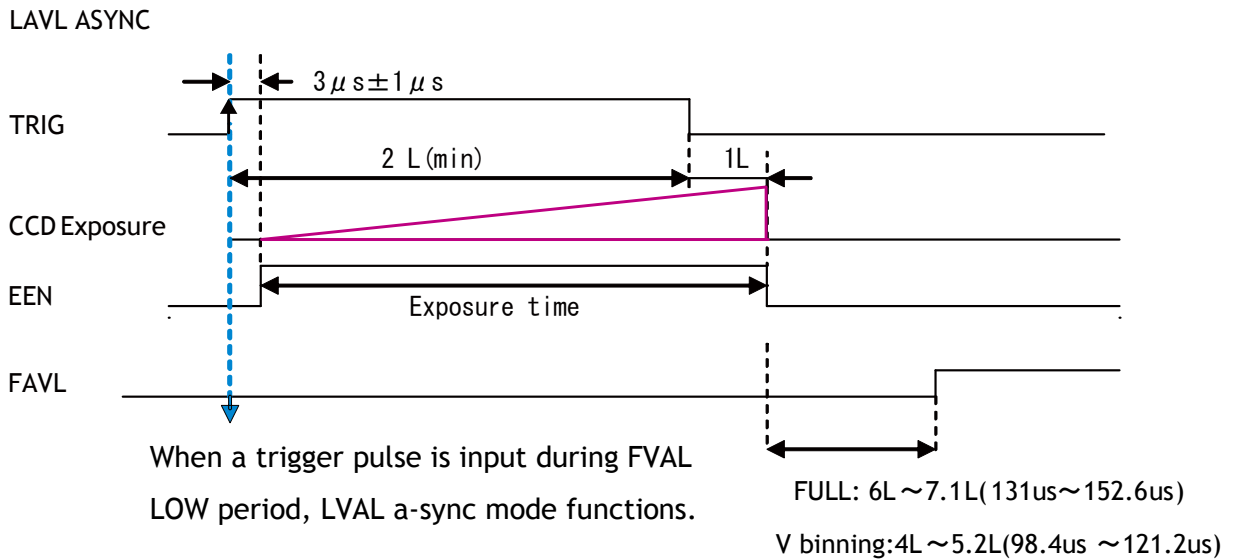 LAVL ASYNC
3μs±1μs
TRIG
2 L(min)
1L
CCD Exposure
EEN
Exposure time
FAVL
When a trigger pulse is input during FVAL
LOW period, LVAL a-sync mode functions.
FULL: 6L～7.1L(131us～152.6us)
V binning:4L～5.2L(98.4us ～121.2us)